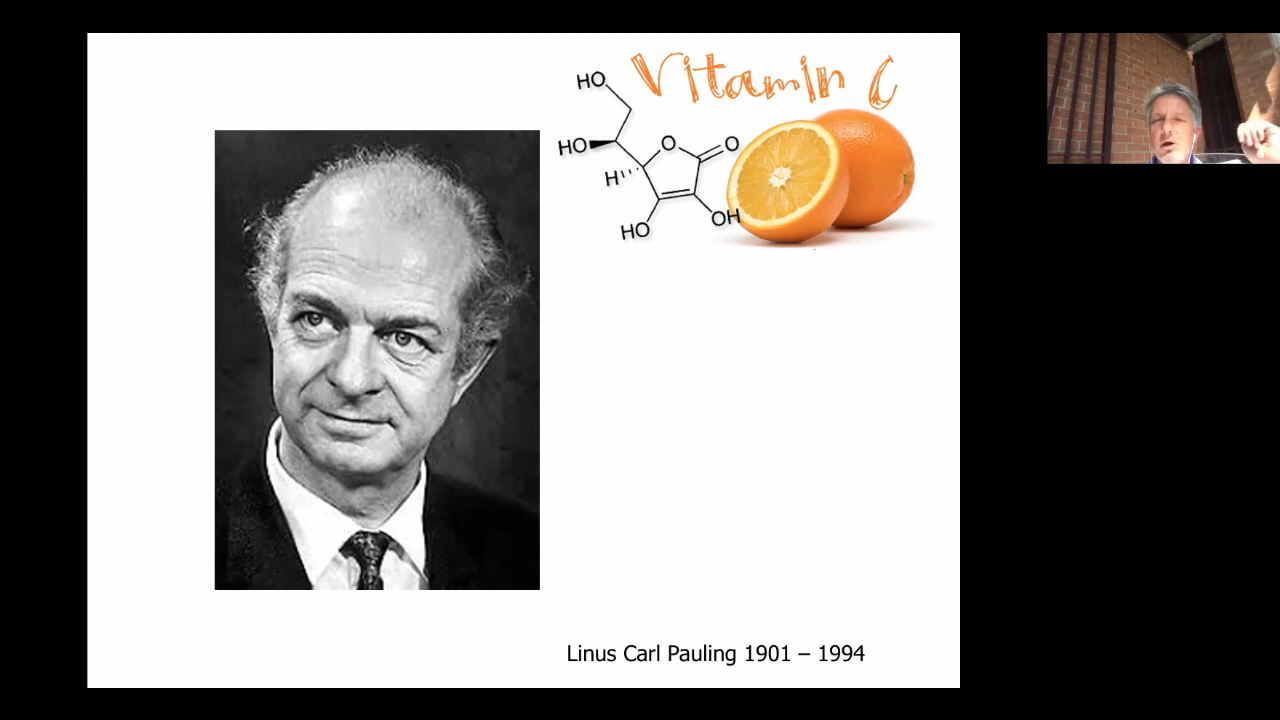 Vitamin C
HO
HO
O
O
H
OH
HO
Linus Carl Pauling 1901 – 1994